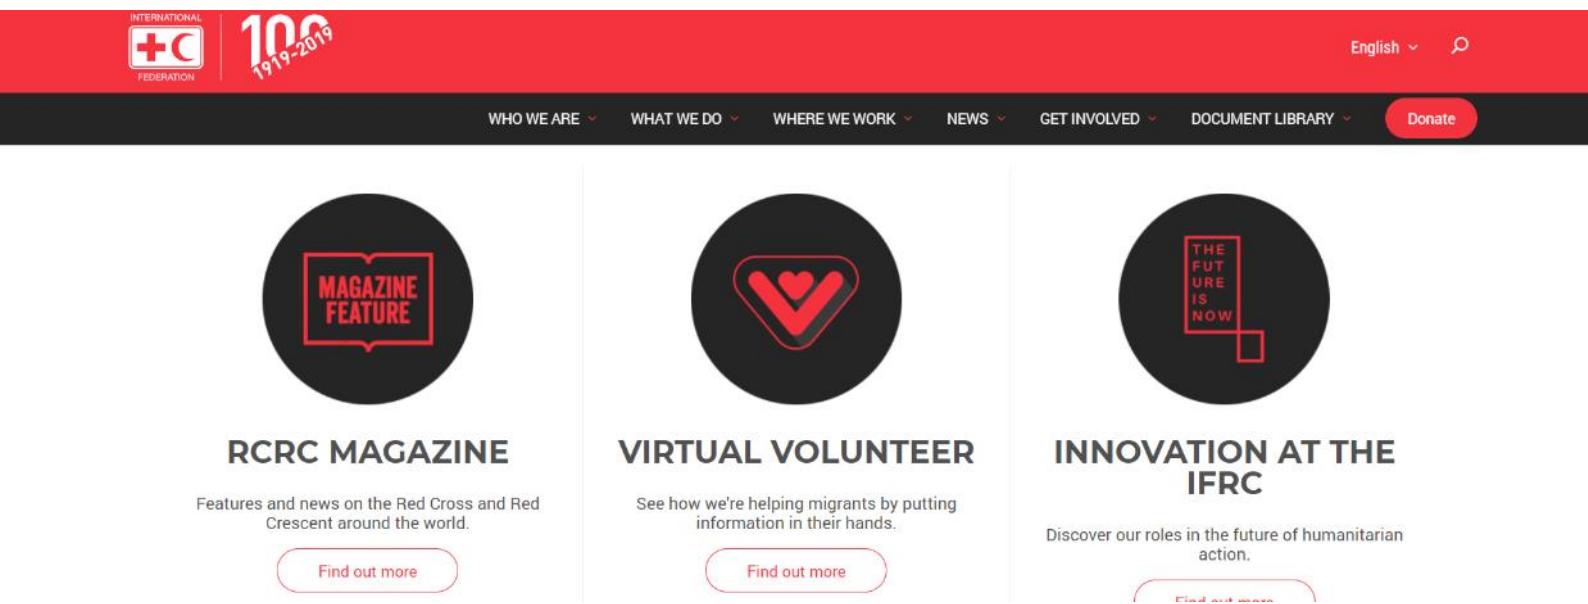 INTERNATIONAL
FEDERATION
100
1919-2019
English
WHO WE ARE
WHAT WE DO
WHERE WE WORK
NEWS
GET INVOLVED
DOCUMENT LIBRARY
Donate
MAGAZINE
FEATURE
RCRC MAGAZINE
Features and news on the Red Cross and Red
Crescent around the world.
Find out more
VIRTUAL VOLUNTEER
See how we're helping migrants by putting
information in their hands.
Find out more
THE
FUT
URE
IS
NOW
INNOVATION AT THE
IFRC
Discover our roles in the future of humanitarian
action.
Find out more